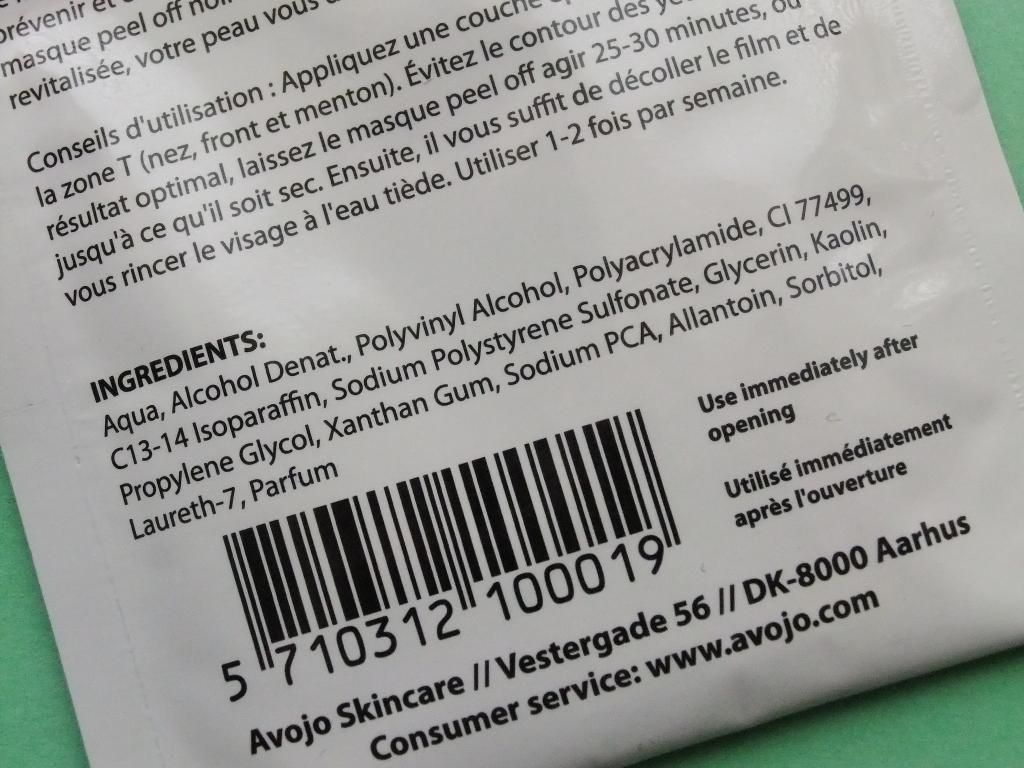 prévenir et
masque peel off
revitalisée, votre peau vous
Conseils d'utilisation : Appliquez une couche
la zone T (nez, front et menton). Évitez le contour des
résultat optimal, laissez le masque peel off agir 25-30 minutes, ou
jusqu'à ce qu'il soit sec. Ensuite, il vous suffit de décoller le film et de
vous rincer le visage à l'eau tiède. Utiliser 1-2 fois par semaine.
INGREDIENTS:
Aqua, Alcohol Denat., Polyvinyl Alcohol, Polyacrylamide, CI 77499,
C13-14 Isoparaffin, Sodium Polystyrene Sulfonate, Glycerin, Kaolin,
Propylene Glycol, Xanthan Gum, Sodium PCA, Allantoin, Sorbitol,
Laureth-7, Parfum
Use immediately after
opening
Utilisé immédiatement
après l'ouverture
5 710312 100019
Avojo Skincare // Vestergade 56 // DK-8000 Aarhus
Consumer service: www.avojo.com